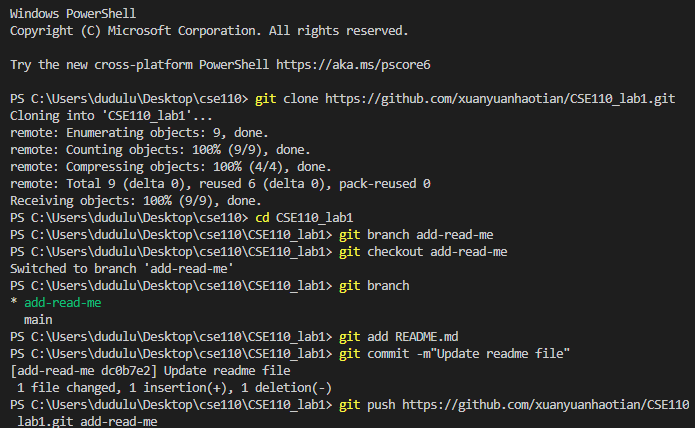 Windows PowerShell
Copyright (C) Microsoft Corporation. All rights reserved.
Try the new cross-platform PowerShell https://aka.ms/pscore6
PS C:\Users\dudulu\Desktop\cse110> git clone https://github.com/xuanyuanhaotian/CSE110_lab1.git
Cloning into 'CSE110_lab1'...
remote: Enumerating objects: 9, done.
remote: Counting objects: 100% (9/9), done.
remote: Compressing objects: 100% (4/4), done.
remote: Total 9 (delta 0), reused 6 (delta 0), pack-reused 0
Receiving objects: 100% (9/9), done.
PS C:\Users\dudulu\Desktop\cse110> cd CSE110_lab1
PS C:\Users\dudulu\Desktop\cse110\CSE110_lab1> git branch add-read-me
PS C:\Users\dudulu\Desktop\cse110\CSE110_lab1> git checkout add-read-me
Switched to branch 'add-read-me'
PS C:\Users\dudulu\Desktop\cse110\CSE110_lab1> git branch
* add-read-me
  main
PS C:\Users\dudulu\Desktop\cse110\CSE110_lab1> git add README.md
PS C:\Users\dudulu\Desktop\cse110\CSE110_lab1> git commit -m"Update readme file"
[add-read-me dc0b7e2] Update readme file
 1 file changed, 1 insertion(+), 1 deletion(-)
PS C:\Users\dudulu\Desktop\cse110\CSE110_lab1> git push https://github.com/xuanyuanhaotian/CSE110
_lab1.git add-read-me